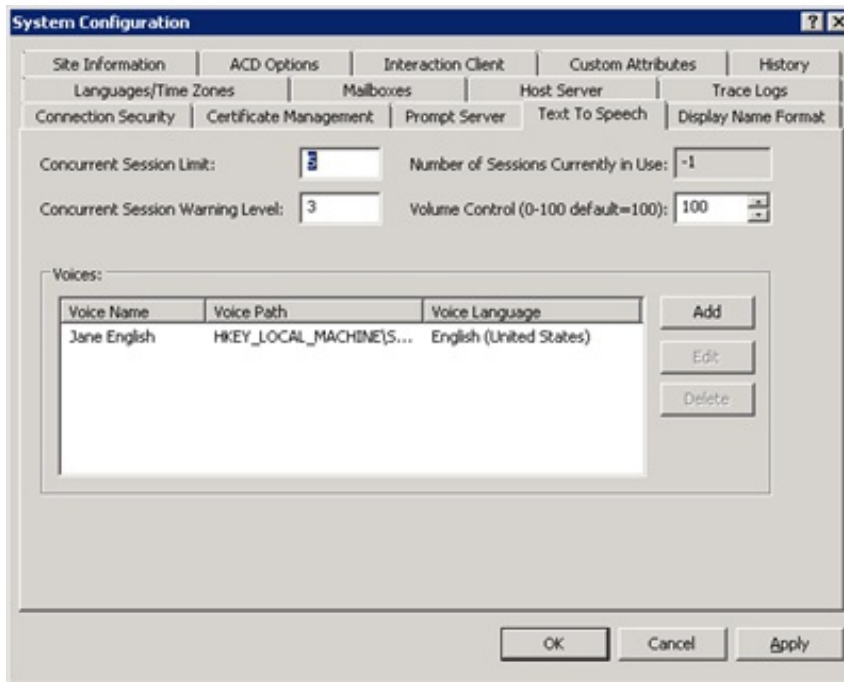 System Configuration
Site Information ACD Options Interaction Client Custom Attributes History
Languages/Time Zones Mailboxes Host Server Trace Logs
Connection Security Certificate Management Prompt Server Text To Speech Display Name Format
Concurrent Session Limit: 5 Number of Sessions Currently in Use: -1
Concurrent Session Warning Level: 3 Volume Control (0-100 default=100): 100
Voices:
Voice Name Voice Path Voice Language
Jane English HKEY_LOCAL_MACHINE\S... English (United States)
Add
Edit
Delete
OK Cancel Apply